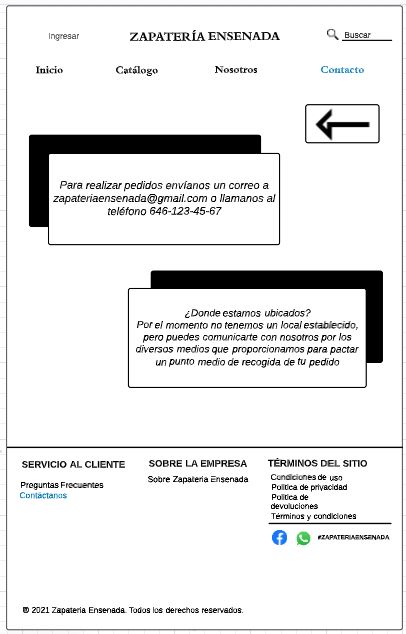 Ingresar
ZAPATERÍA ENSENADA
Buscar
Inicio
Catálogo
Nosotros
Contacto
Para realizar pedidos envíanos un correo a
zapateriaensenada@gmail.com o llamanos al
teléfono 646-123-45-67
¿Donde estamos ubicados?
Por el momento no tenemos un local establecido,
pero puedes comunicarte con nosotros por los
diversos medios que proporcionamos para pactar
un punto medio de recogida de tu pedido
SERVICIO AL CLIENTE
Preguntas Frecuentes
Contáctanos
SOBRE LA EMPRESA
Sobre Zapateria Ensenada
TÉRMINOS DEL SITIO
Condiciones de uso
Politica de privacidad
Politica de
devoluciones
Términos y condiciones
#ZAPATERIAENSENADA
® 2021 Zapateria Ensenada. Todos los derechos reservados.